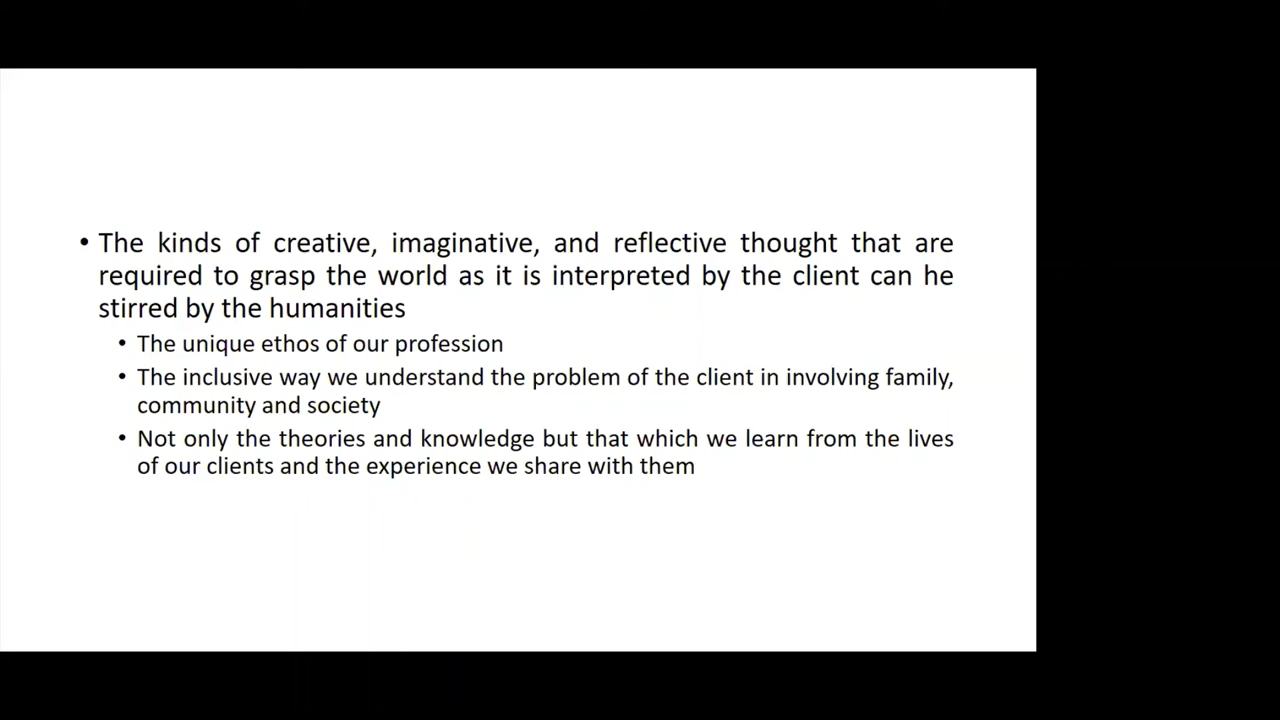 • The kinds of creative, imaginative, and reflective thought that are
required to grasp the world as it is interpreted by the client can he
stirred by the humanities
• The unique ethos of our profession
• The inclusive way we understand the problem of the client in involving family,
community and society
• Not only the theories and knowledge but that which we learn from the lives
of our clients and the experience we share with them